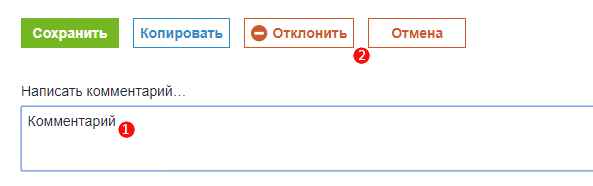 Сохранить Копировать Отклонить Отмена
2
Написать комментарий...
Комментарий 1